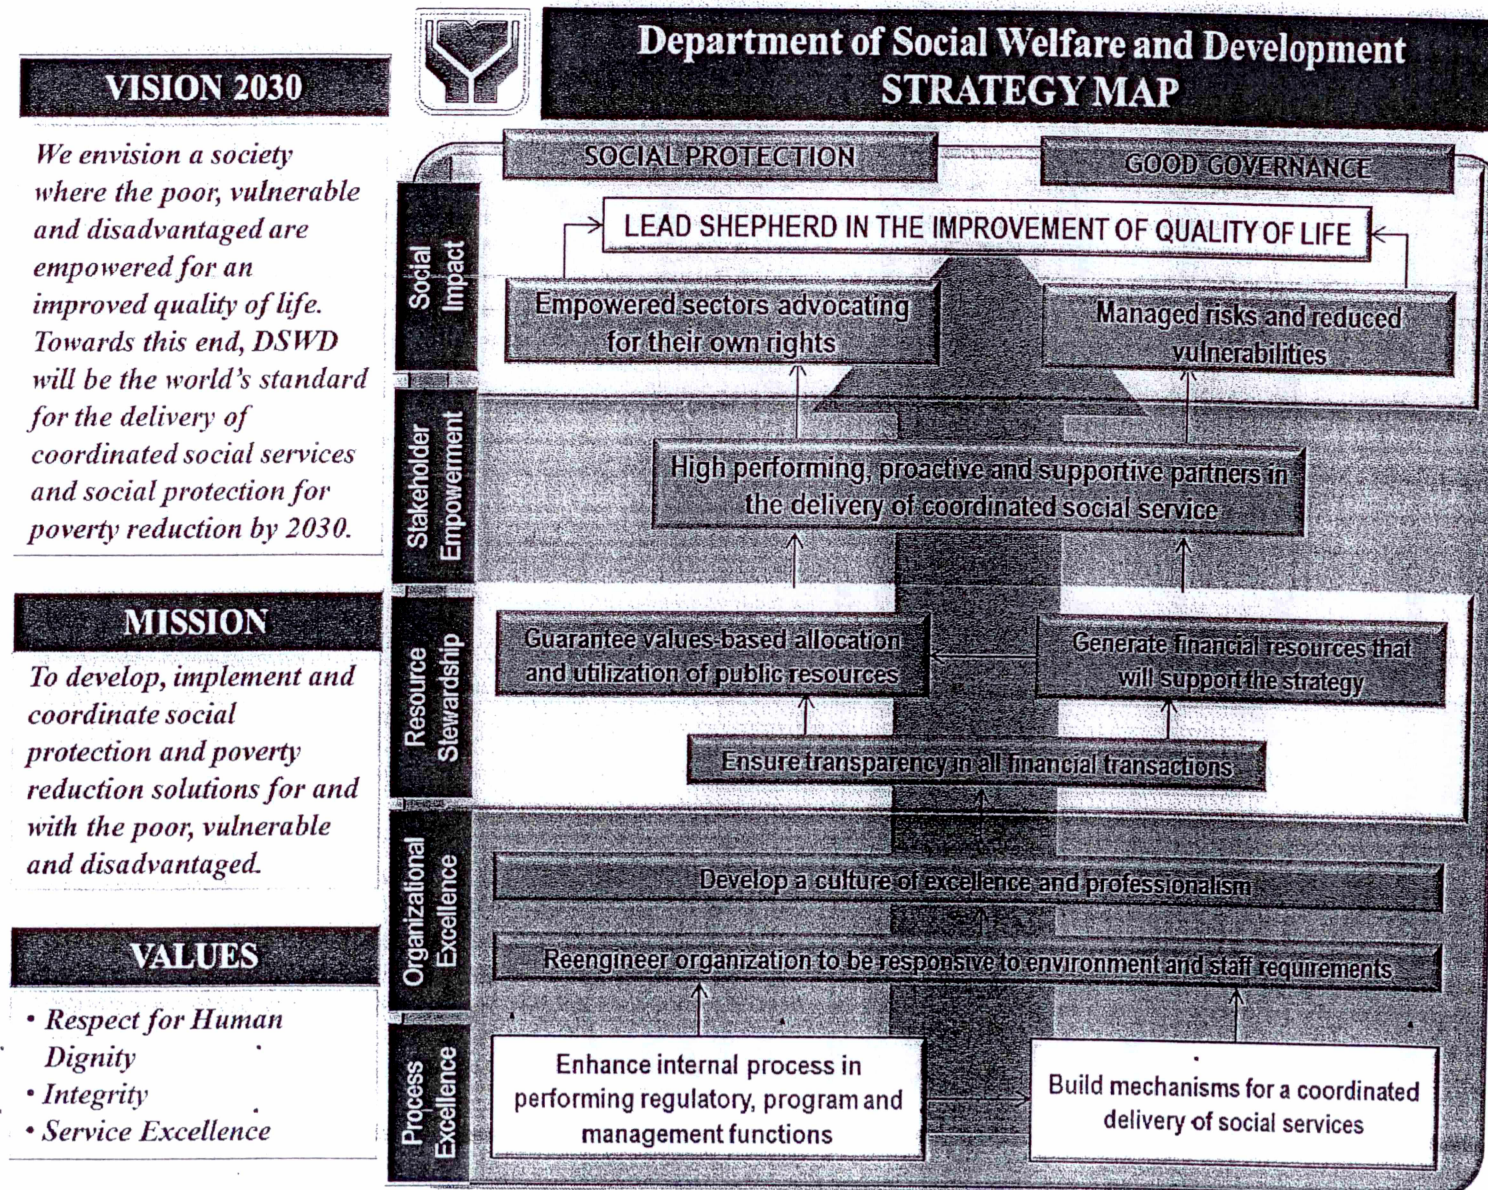 VISION 2030
We envision a society
where the poor, vulnerable
and disadvantaged are
empowered for an
improved quality of life.
Towards this end, DSWD
will be the world's standard
for the delivery of
coordinated social services
and social protection for
poverty reduction by 2030.
MISSION
To develop, implement and
coordinate social
protection and poverty
reduction solutions for and
with the poor, vulnerable
and disadvantaged.
VALUES
• Respect for Human
Dignity
• Integrity
• Service Excellence
Department of Social Welfare and Development
STRATEGY MAP
SOCIAL PROTECTION
GOOD GOVERNANCE
Social
Impact
LEAD SHEPHERD IN THE IMPROVEMENT OF QUALITY OF LIFE
Empowered sectors advocating
for their own rights
Managed risks and reduced
vulnerabilities
Stakeholder
Empowerment
High performing, proactive and supportive partners in
the delivery of coordinated social service
Resource
Stewardship
Guarantee values-based allocation
and utilization of public resources
Generate financial resources that
will support the strategy
Ensure transparency in all financial transactions
Organizational
Excellence
Develop a culture of excellence and professionalism
Reengineer organization to be responsive to environment and staff requirements
Process
Excellence
Enhance internal process in
performing regulatory, program and
management functions
Build mechanisms for a coordinated
delivery of social services